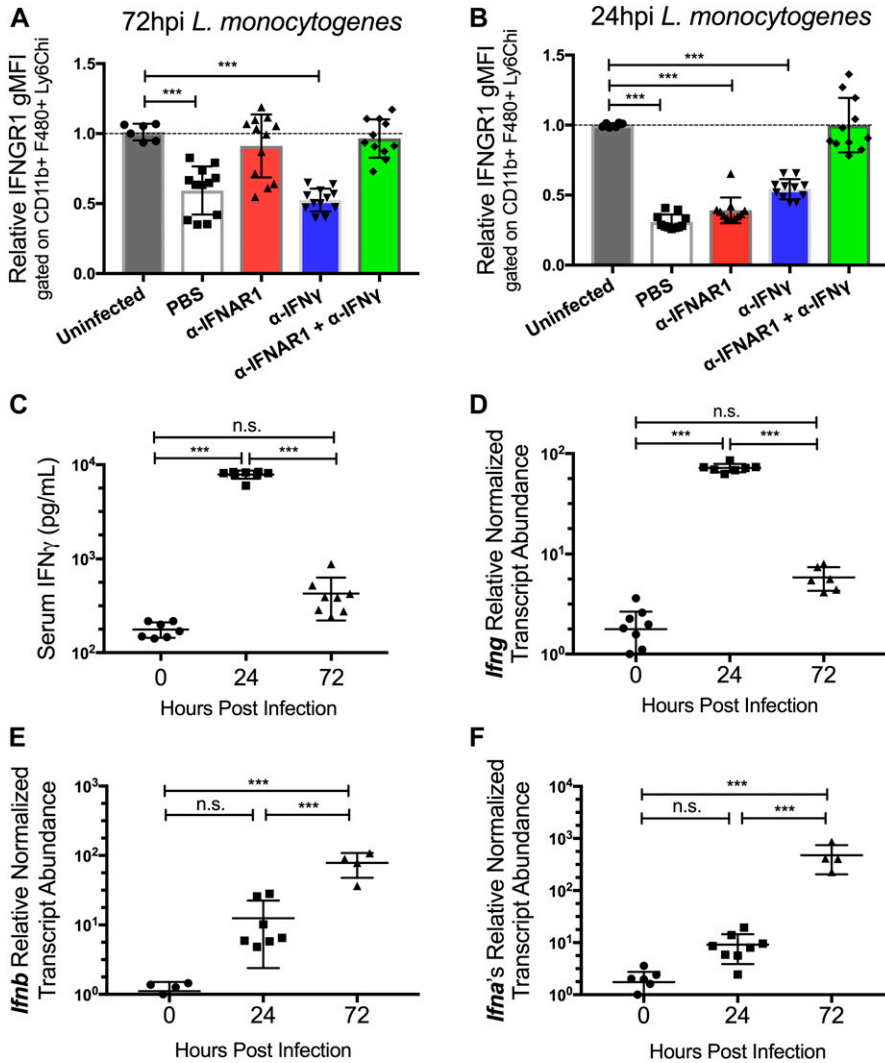 A
72hpi L. monocytogenes
Relative IFNGR1 gMFI
gated on CD11b+ F480+ Ly6Chi
1.5
1.0
0.5
0.0
***
***
Uninfected
PBS
α-IFNAR1
α-IFNγ
α-IFNAR1 + α-IFNγ
B
24hpi L. monocytogenes
Relative IFNGR1 gMFI
gated on CD11b+ F480+ Ly6Chi
1.5
1.0
0.5
0.0
***
***
***
Uninfected
PBS
α-IFNAR1
α-IFNγ
α-IFNAR1 + α-IFNγ
C
Serum IFNγ (pg/mL)
10⁴
10³
10²
n.s.
***
***
0
24
72
Hours Post Infection
D
Ifng Relative Normalized
Transcript Abundance
10²
10¹
10⁰
n.s.
***
***
0
24
72
Hours Post Infection
E
Ifnb Relative Normalized
Transcript Abundance
10³
10²
10¹
10⁰
***
n.s.
***
0
24
72
Hours Post Infection
F
Ifna's Relative Normalized
Transcript Abundance
10⁴
10³
10²
10¹
10⁰
***
n.s.
***
0
24
72
Hours Post Infection